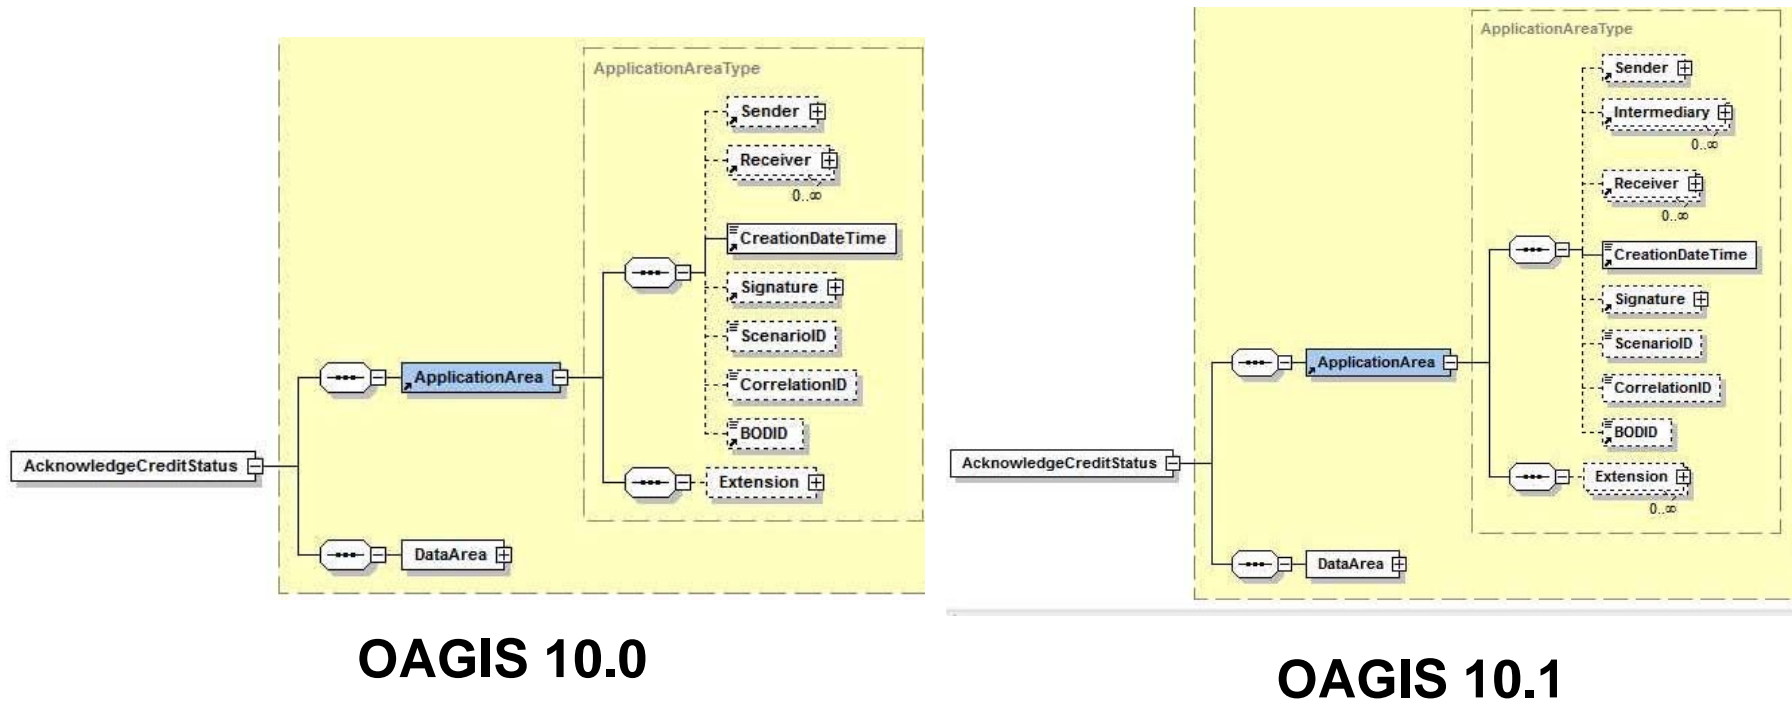 ApplicationAreaType
Sender
Receiver
0..∞
CreationDateTime
Signature
ScenarioID
ApplicationArea
CorrelationID
BODID
AcknowledgeCreditStatus
Extension
DataArea
OAGIS 10.0
ApplicationAreaType
Sender
Intermediary
0..∞
Receiver
0..∞
CreationDateTime
Signature
ScenarioID
ApplicationArea
CorrelationID
BODID
AcknowledgeCreditStatus
Extension
0..∞
DataArea
OAGIS 10.1